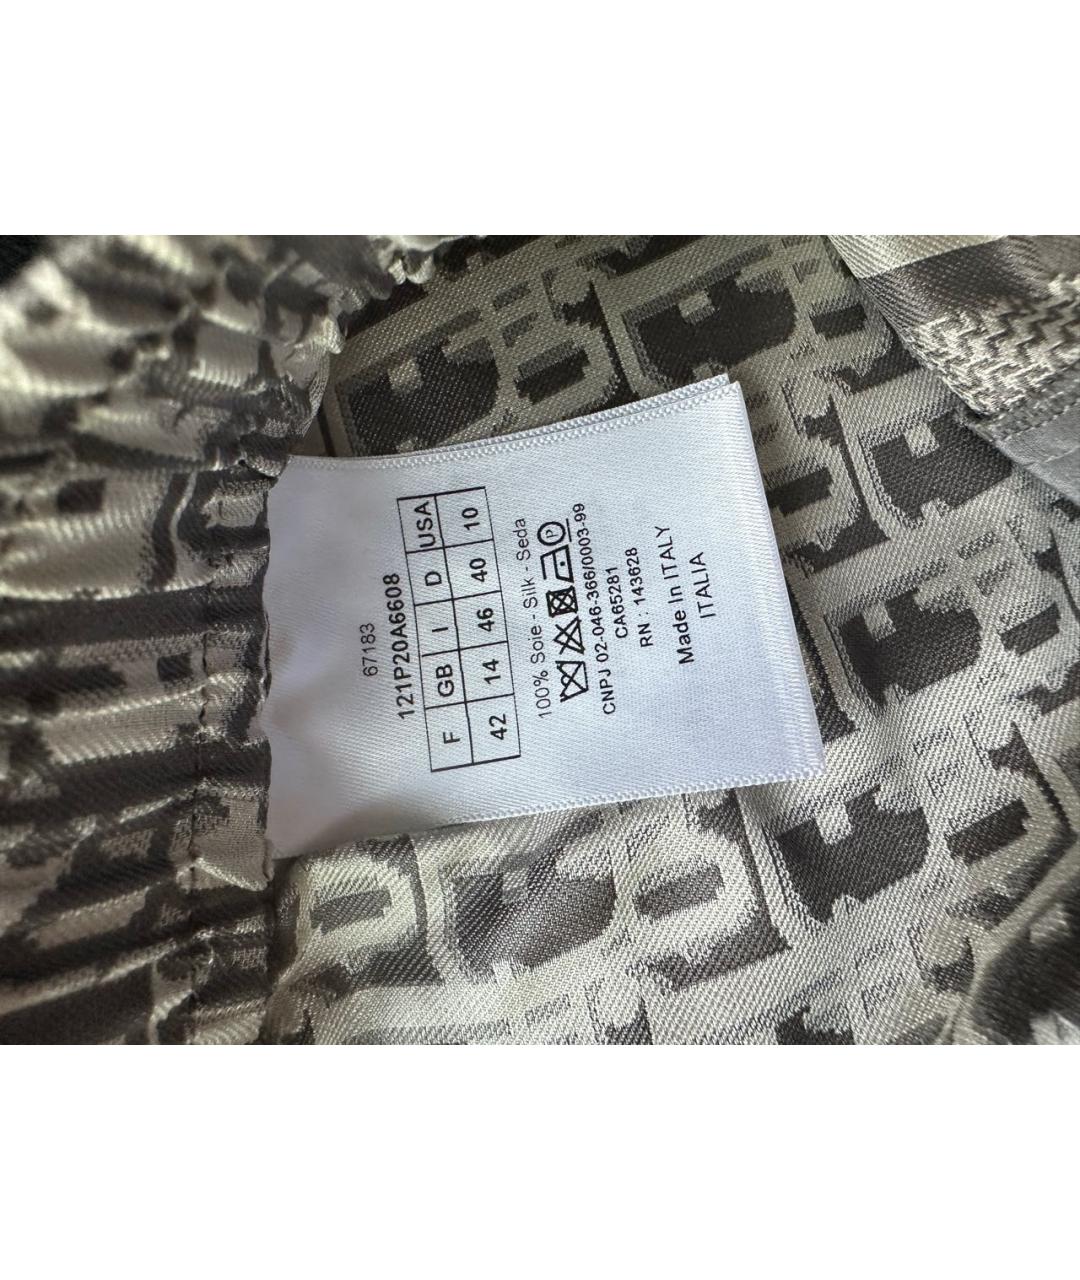 67183
121P20A6608
F GB I D USA
42 14 46 40 10
100% Soie - Silk - Seda
P
CNPJ 02-046-366/0003-99
CA65281
RN : 143628
Made In ITALY
ITALIA